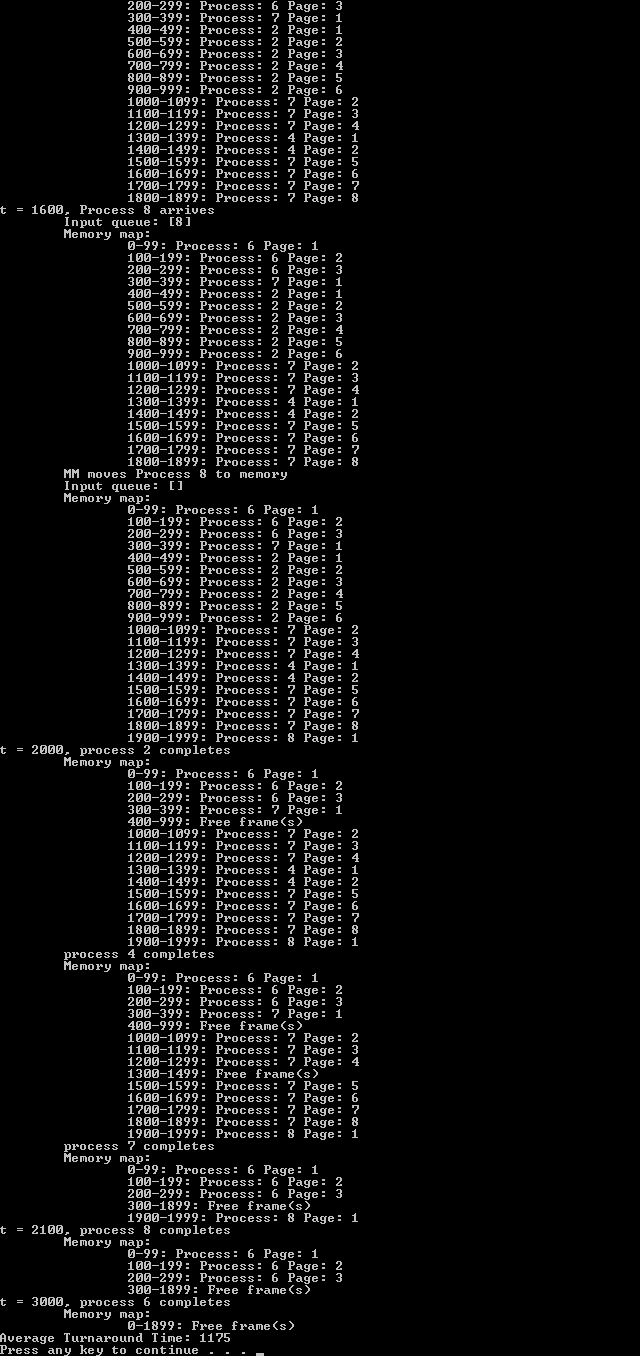 200-299: Process: 6 Page: 3
300-399: Process: 7 Page: 1
400-499: Process: 2 Page: 1
500-599: Process: 2 Page: 2
600-699: Process: 2 Page: 3
700-799: Process: 2 Page: 4
800-899: Process: 2 Page: 5
900-999: Process: 2 Page: 6
1000-1099: Process: 7 Page: 2
1100-1199: Process: 7 Page: 3
1200-1299: Process: 7 Page: 4
1300-1399: Process: 4 Page: 1
1400-1499: Process: 4 Page: 2
1500-1599: Process: 7 Page: 5
1600-1699: Process: 7 Page: 6
1700-1799: Process: 7 Page: 7
1800-1899: Process: 7 Page: 8
t = 1600, Process 8 arrives
Input queue: [8]
Memory map:
0-99: Process: 6 Page: 1
100-199: Process: 6 Page: 2
200-299: Process: 6 Page: 3
300-399: Process: 7 Page: 1
400-499: Process: 2 Page: 1
500-599: Process: 2 Page: 2
600-699: Process: 2 Page: 3
700-799: Process: 2 Page: 4
800-899: Process: 2 Page: 5
900-999: Process: 2 Page: 6
1000-1099: Process: 7 Page: 2
1100-1199: Process: 7 Page: 3
1200-1299: Process: 7 Page: 4
1300-1399: Process: 4 Page: 1
1400-1499: Process: 4 Page: 2
1500-1599: Process: 7 Page: 5
1600-1699: Process: 7 Page: 6
1700-1799: Process: 7 Page: 7
1800-1899: Process: 7 Page: 8
MM moves Process 8 to memory
Input queue: []
Memory map:
0-99: Process: 6 Page: 1
100-199: Process: 6 Page: 2
200-299: Process: 6 Page: 3
300-399: Process: 7 Page: 1
400-499: Process: 2 Page: 1
500-599: Process: 2 Page: 2
600-699: Process: 2 Page: 3
700-799: Process: 2 Page: 4
800-899: Process: 2 Page: 5
900-999: Process: 2 Page: 6
1000-1099: Process: 7 Page: 2
1100-1199: Process: 7 Page: 3
1200-1299: Process: 7 Page: 4
1300-1399: Process: 4 Page: 1
1400-1499: Process: 4 Page: 2
1500-1599: Process: 7 Page: 5
1600-1699: Process: 7 Page: 6
1700-1799: Process: 7 Page: 7
1800-1899: Process: 7 Page: 8
1900-1999: Process: 8 Page: 1
t = 2000, process 2 completes
Memory map:
0-99: Process: 6 Page: 1
100-199: Process: 6 Page: 2
200-299: Process: 6 Page: 3
300-399: Process: 7 Page: 1
400-999: Free frame(s)
1000-1099: Process: 7 Page: 2
1100-1199: Process: 7 Page: 3
1200-1299: Process: 7 Page: 4
1300-1399: Process: 4 Page: 1
1400-1499: Process: 4 Page: 2
1500-1599: Process: 7 Page: 5
1600-1699: Process: 7 Page: 6
1700-1799: Process: 7 Page: 7
1800-1899: Process: 7 Page: 8
1900-1999: Process: 8 Page: 1
process 4 completes
Memory map:
0-99: Process: 6 Page: 1
100-199: Process: 6 Page: 2
200-299: Process: 6 Page: 3
300-399: Process: 7 Page: 1
400-999: Free frame(s)
1000-1099: Process: 7 Page: 2
1100-1199: Process: 7 Page: 3
1200-1299: Process: 7 Page: 4
1300-1499: Free frame(s)
1500-1599: Process: 7 Page: 5
1600-1699: Process: 7 Page: 6
1700-1799: Process: 7 Page: 7
1800-1899: Process: 7 Page: 8
1900-1999: Process: 8 Page: 1
process 7 completes
Memory map:
0-99: Process: 6 Page: 1
100-199: Process: 6 Page: 2
200-299: Process: 6 Page: 3
300-1899: Free frame(s)
1900-1999: Process: 8 Page: 1
t = 2100, process 8 completes
Memory map:
0-99: Process: 6 Page: 1
100-199: Process: 6 Page: 2
200-299: Process: 6 Page: 3
300-1899: Free frame(s)
t = 3000, process 6 completes
Memory map:
0-1899: Free frame(s)
Average Turnaround Time: 1175
Press any key to continue . . . _